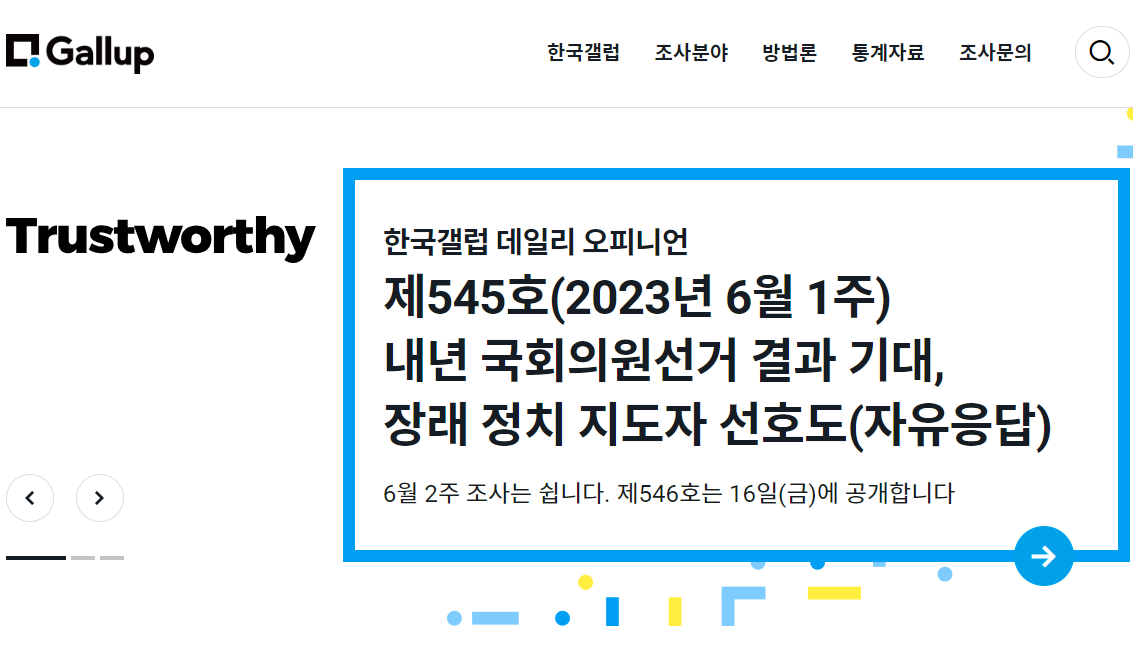 Gallup
한국갤럽 조사분야 방법론 통계자료 조사문의
Trustworthy
한국갤럽 데일리 오피니언
제545호(2023년 6월 1주)
내년 국회의원선거 결과 기대,
장래 정치 지도자 선호도(자유응답)
6월 2주 조사는 쉽니다. 제546호는 16일(금)에 공개합니다